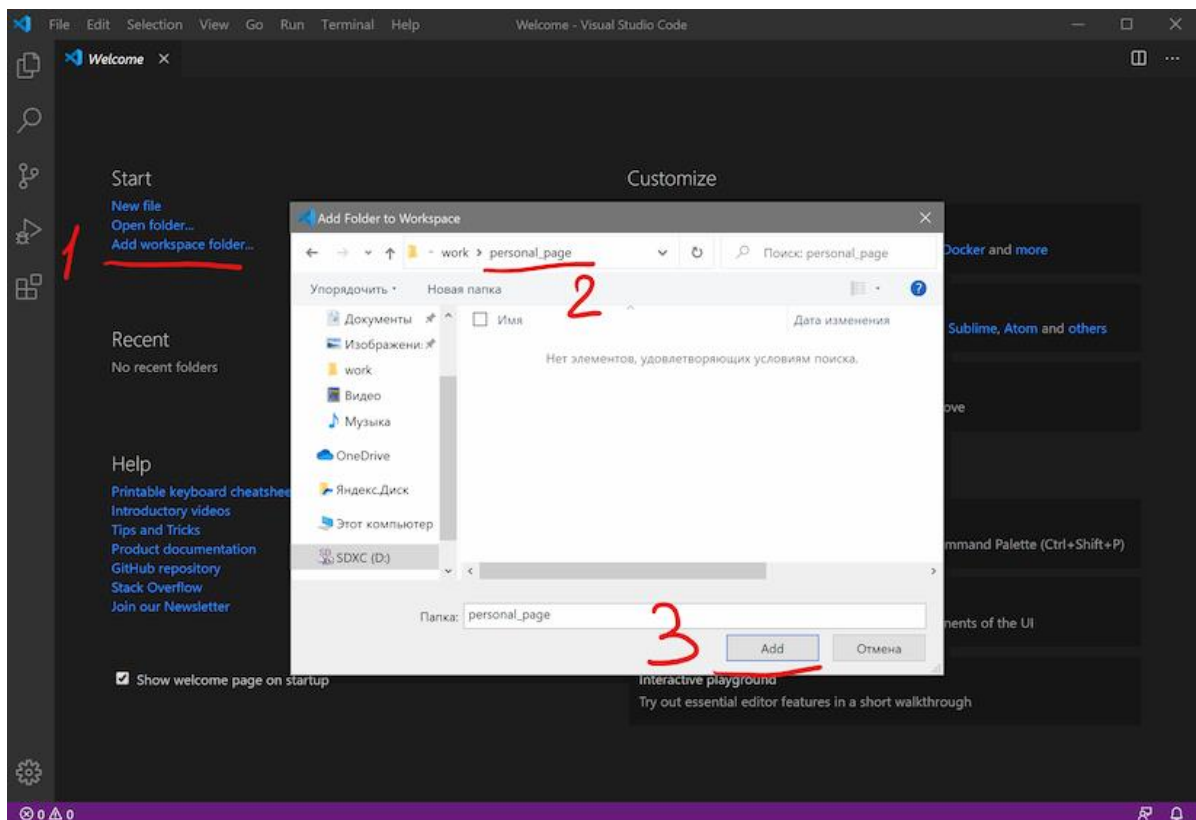 File Edit Selection View Go Run Terminal Help Welcome - Visual Studio Code
Welcome
Start
New file
Open folder...
Add workspace folder...
1
Recent
No recent folders
Help
Printable keyboard cheatshee
Introductory videos
Tips and Tricks
Product documentation
GitHub repository
Stack Overflow
Join our Newsletter
Show welcome page on startup
Customize
Docker and more
Sublime, Atom and others
ove
mmand Palette (Ctrl+Shift+P)
nents of the UI
Interactive playground
Try out essential editor features in a short walkthrough
Add Folder to Workspace
work personal_page
Поиск: personal_page
2
Упорядочить Новая папка
Имя Дата изменения
Нет элементов, удовлетворяющих условиям поиска.
Документы
Изображени
work
Видео
Музыка
OneDrive
Яндекс.Диск
Этот компьютер
SDXC (D:)
Папка: personal_page
3
Add Отмена
0 0